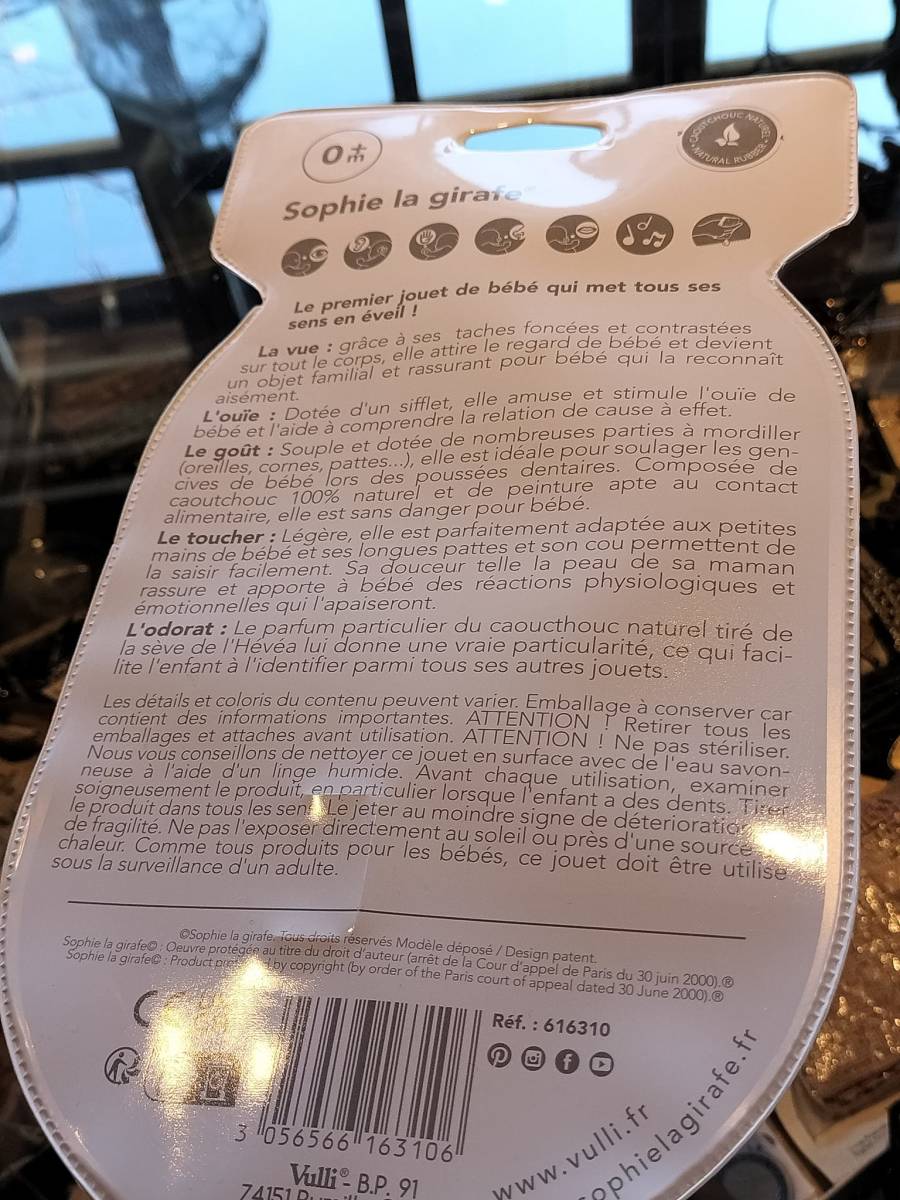 0+
m
CAOUTCHOUC NATUREL
NATURAL RUBBER
Sophie la girafe
Le premier jouet de bébé qui met tous ses
sens en éveil !
La vue : grâce à ses taches foncées et contrastées
sur tout le corps, elle attire le regard de bébé et devient
un objet familial et rassurant pour bébé qui la reconnaît
aisément.
L'ouïe : Dotée d'un sifflet, elle amuse et stimule l'ouïe de
bébé et l'aide à comprendre la relation de cause à effet.
Le goût : Souple et dotée de nombreuses parties à mordiller
(oreilles, cornes, pattes...), elle est idéale pour soulager les gen-
cives de bébé lors des poussées dentaires. Composée de
caoutchouc 100% naturel et de peinture apte au contact
alimentaire, elle est sans danger pour bébé.
Le toucher : Légère, elle est parfaitement adaptée aux petites
mains de bébé et ses longues pattes et son cou permettent de
la saisir facilement. Sa douceur telle la peau de sa maman
rassure et apporte à bébé des réactions physiologiques et
émotionnelles qui l'apaiseront.
L'odorat : Le parfum particulier du caoucthouc naturel tiré de
la sève de l'Hévéa lui donne une vraie particularité, ce qui faci-
lite l'enfant à l'identifier parmi tous ses autres jouets.
Les détails et coloris du contenu peuvent varier. Emballage à conserver car
contient des informations importantes. ATTENTION ! Retirer tous les
emballages et attaches avant utilisation. ATTENTION ! Ne pas stériliser.
Nous vous conseillons de nettoyer ce jouet en surface avec de l'eau savon-
neuse à l'aide d'un linge humide. Avant chaque utilisation, examiner
soigneusement le produit, en particulier lorsque l'enfant a des dents. Tirer
le produit dans tous les sens. Le jeter au moindre signe de déterioration
de fragilité. Ne pas l'exposer directement au soleil ou près d'une source
chaleur. Comme tous produits pour les bébés, ce jouet doit être utilisé
sous la surveillance d'un adulte.
©Sophie la girafe. Tous droits réservés Modèle déposé / Design patent.
Sophie la girafe© : Oeuvre protégée au titre du droit d'auteur (arrêt de la Cour d'appel de Paris du 30 juin 2000).®
Sophie la girafe© : Product by copyright (by order of the Paris court of appeal dated 30 June 2000).®
Réf. : 616310
3 056566 163106
Vulli® - B.P. 91
74151
www.vulli.fr
ophielagirafe.fr